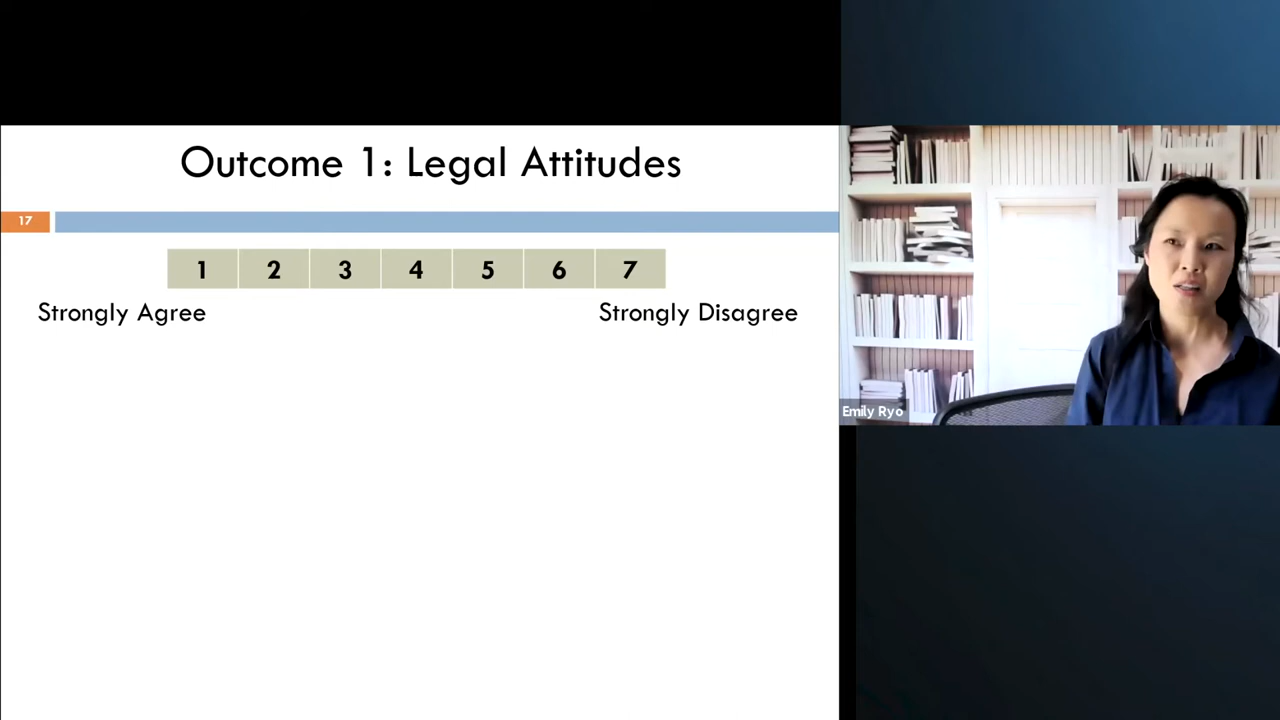 Outcome 1: Legal Attitudes
17
1 2 3 4 5 6 7
Strongly Agree Strongly Disagree
Emily Ryo